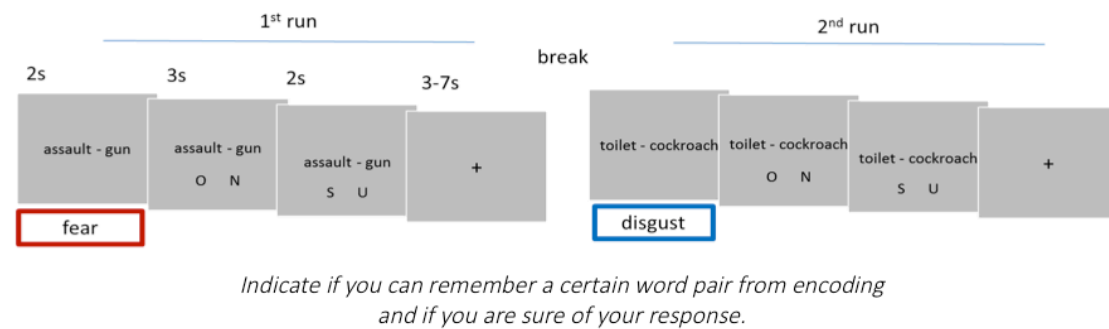 1st run
2nd run
break
2s
3s
2s
3-7s
assault - gun
assault - gun
O N
assault - gun
S U
+
fear
toilet - cockroach
toilet - cockroach
O N
toilet - cockroach
S U
+
disgust
Indicate if you can remember a certain word pair from encoding
and if you are sure of your response.